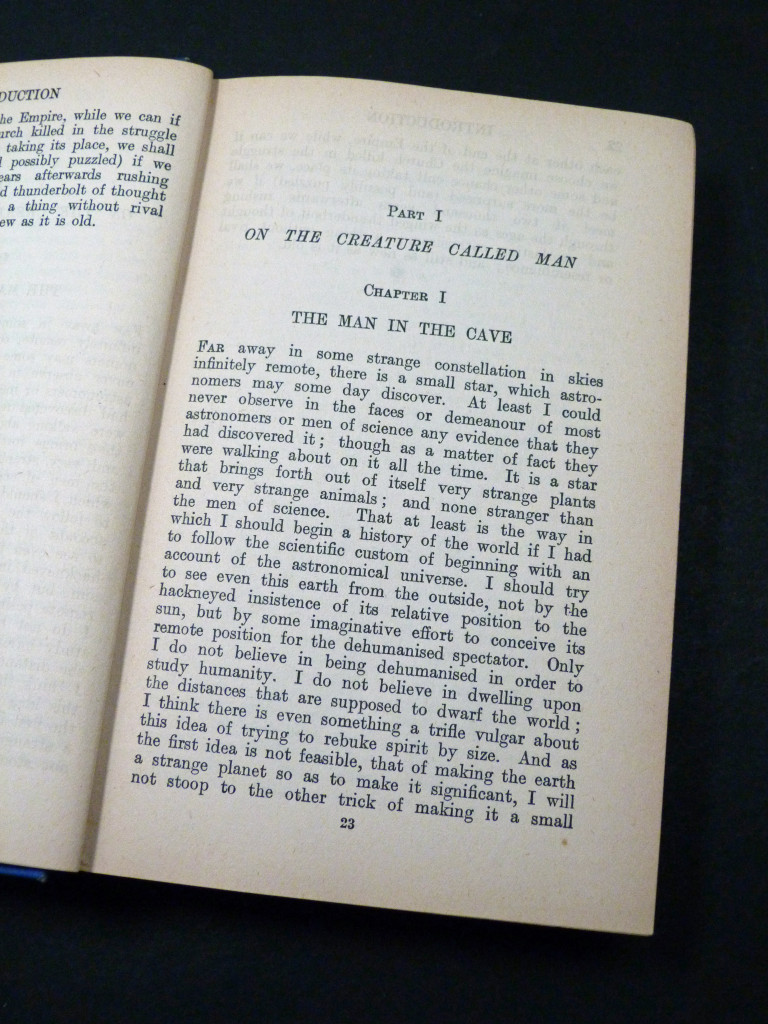 DUCTION
he Empire, while we can if
urch killed in the struggle
taking its place, we shall
possibly puzzled) if we
ears afterwards rushing
d thunderbolt of thought
a thing without rival
ew as it is old.
PART I
ON THE CREATURE CALLED MAN
CHAPTER I
THE MAN IN THE CAVE
FAR away in some strange constellation in skies
infinitely remote, there is a small star, which astro-
nomers may some day discover. At least I could
never observe in the faces or demeanour of most
astronomers or men of science any evidence that they
had discovered it; though as a matter of fact they
were walking about on it all the time. It is a star
that brings forth out of itself very strange plants
and very strange animals; and none stranger than
the men of science. That at least is the way in
which I should begin a history of the world if I had
to follow the scientific custom of beginning with an
account of the astronomical universe. I should try
to see even this earth from the outside, not by the
hackneyed insistence of its relative position to the
sun, but by some imaginative effort to conceive its
remote position for the dehumanised spectator. Only
I do not believe in being dehumanised in order to
study humanity. I do not believe in dwelling upon
the distances that are supposed to dwarf the world;
I think there is even something a trifle vulgar about
this idea of trying to rebuke spirit by size. And as
the first idea is not feasible, that of making the earth
a strange planet so as to make it significant, I will
not stoop to the other trick of making it a small
23